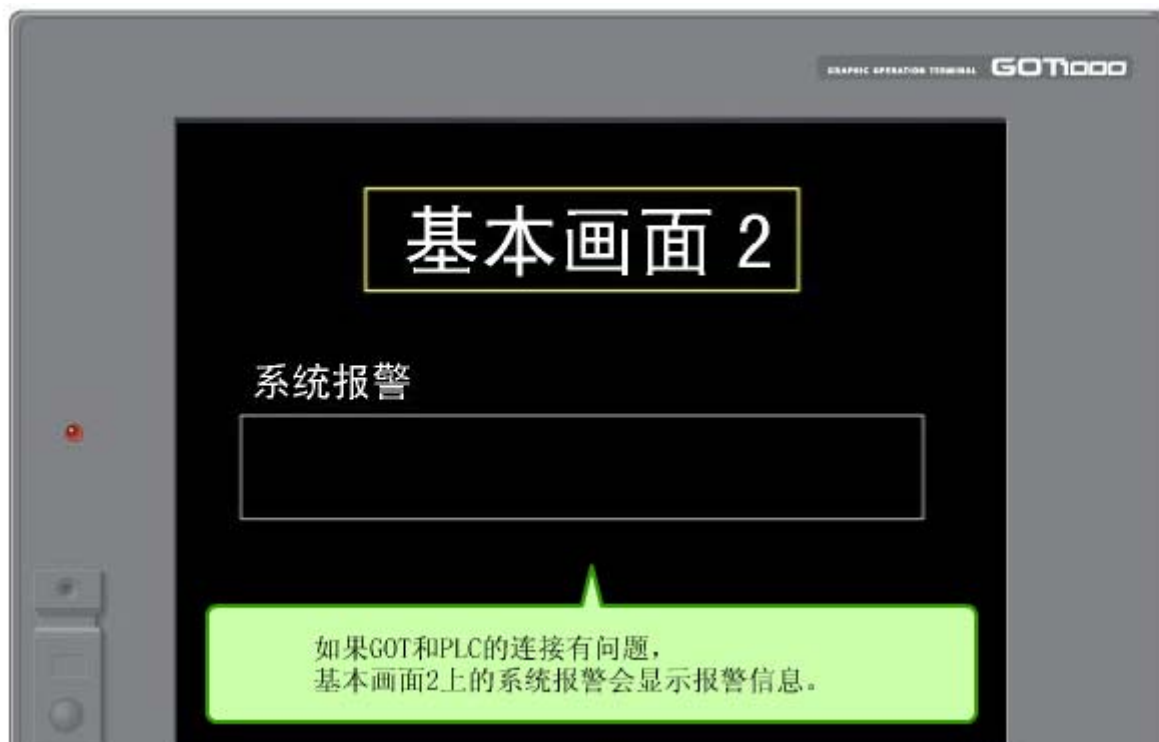 GRAPHIC OPERATION TERMINAL GOT1000
基本画面 2
系统报警
如果GOT和PLC的连接有问题，
基本画面2上的系统报警会显示报警信息。